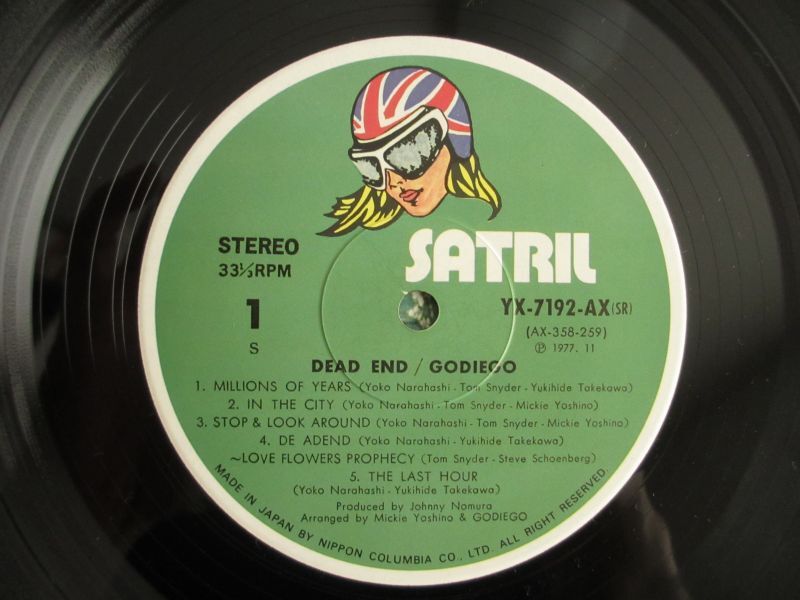 SATRIL
STEREO
33⅓RPM
1
S
YX-7192-AX(SR)
(AX-358-259)
Ⓟ 1977. 11
DEAD END / GODIEGO
1. MILLIONS OF YEARS (Yoko Narahashi - Tom Snyder - Yukihide Takekawa)
2. IN THE CITY (Yoko Narahashi - Tom Snyder - Mickie Yoshino)
3. STOP & LOOK AROUND (Yoko Narahashi - Tom Snyder - Mickie Yoshino)
4. DE ADEND (Yoko Narahashi - Yukihide Takekawa)
~LOVE FLOWERS PROPHECY (Tom Snyder - Steve Schoenberg)
5. THE LAST HOUR
(Yoko Narahashi - Yukihide Takekawa)
Produced by Johnny Nomura
Arranged by Mickie Yoshino & GODIEGO
MADE IN JAPAN BY NIPPON COLUMBIA CO., LTD. ALL RIGHT RESERVED